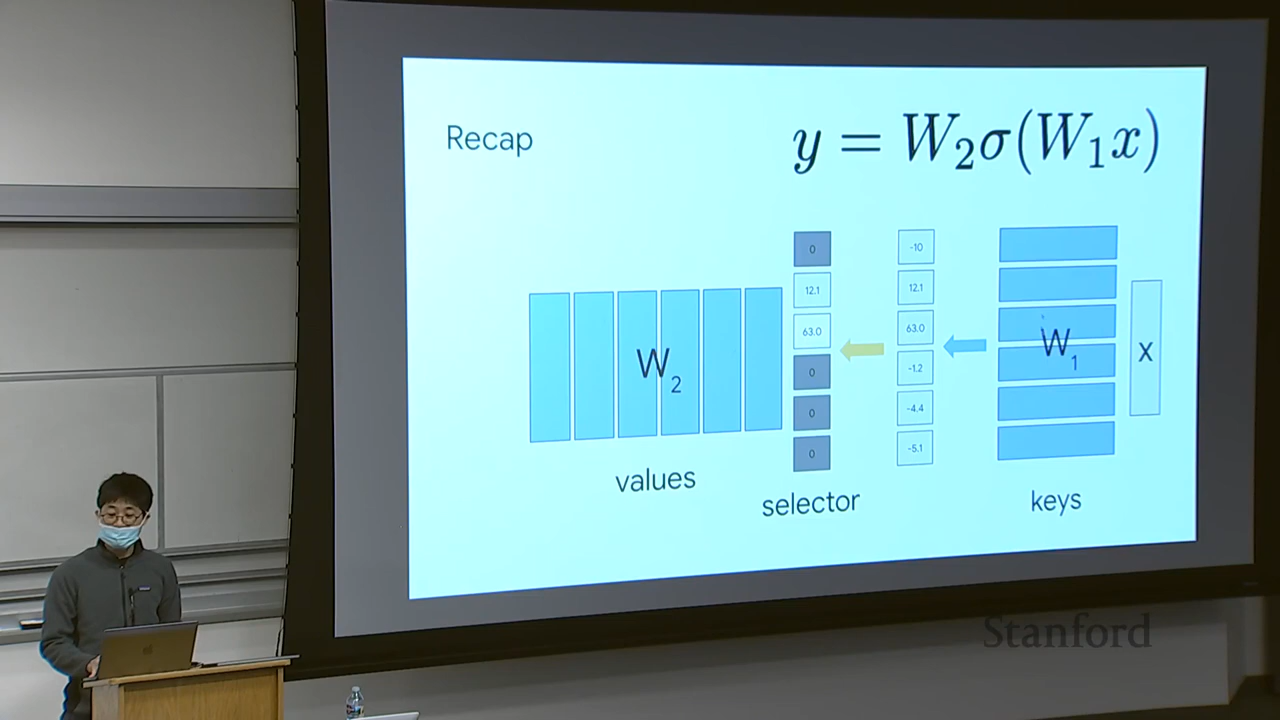 Recap
y = W₂σ(W₁x)
0
12.1
63.0
0
0
0
-10
12.1
63.0
-1.2
-4.4
-5.1
W₂
W₁
x
values
selector
keys
Stanford